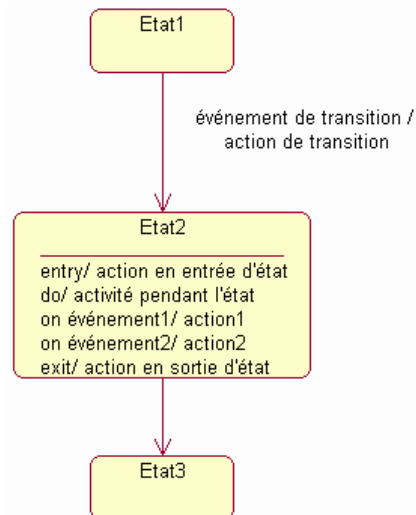 Etat1
événement de transition /
action de transition
Etat2
entry/ action en entrée d'état
do/ activité pendant l'état
on événement1/ action1
on événement2/ action2
exit/ action en sortie d'état
Etat3